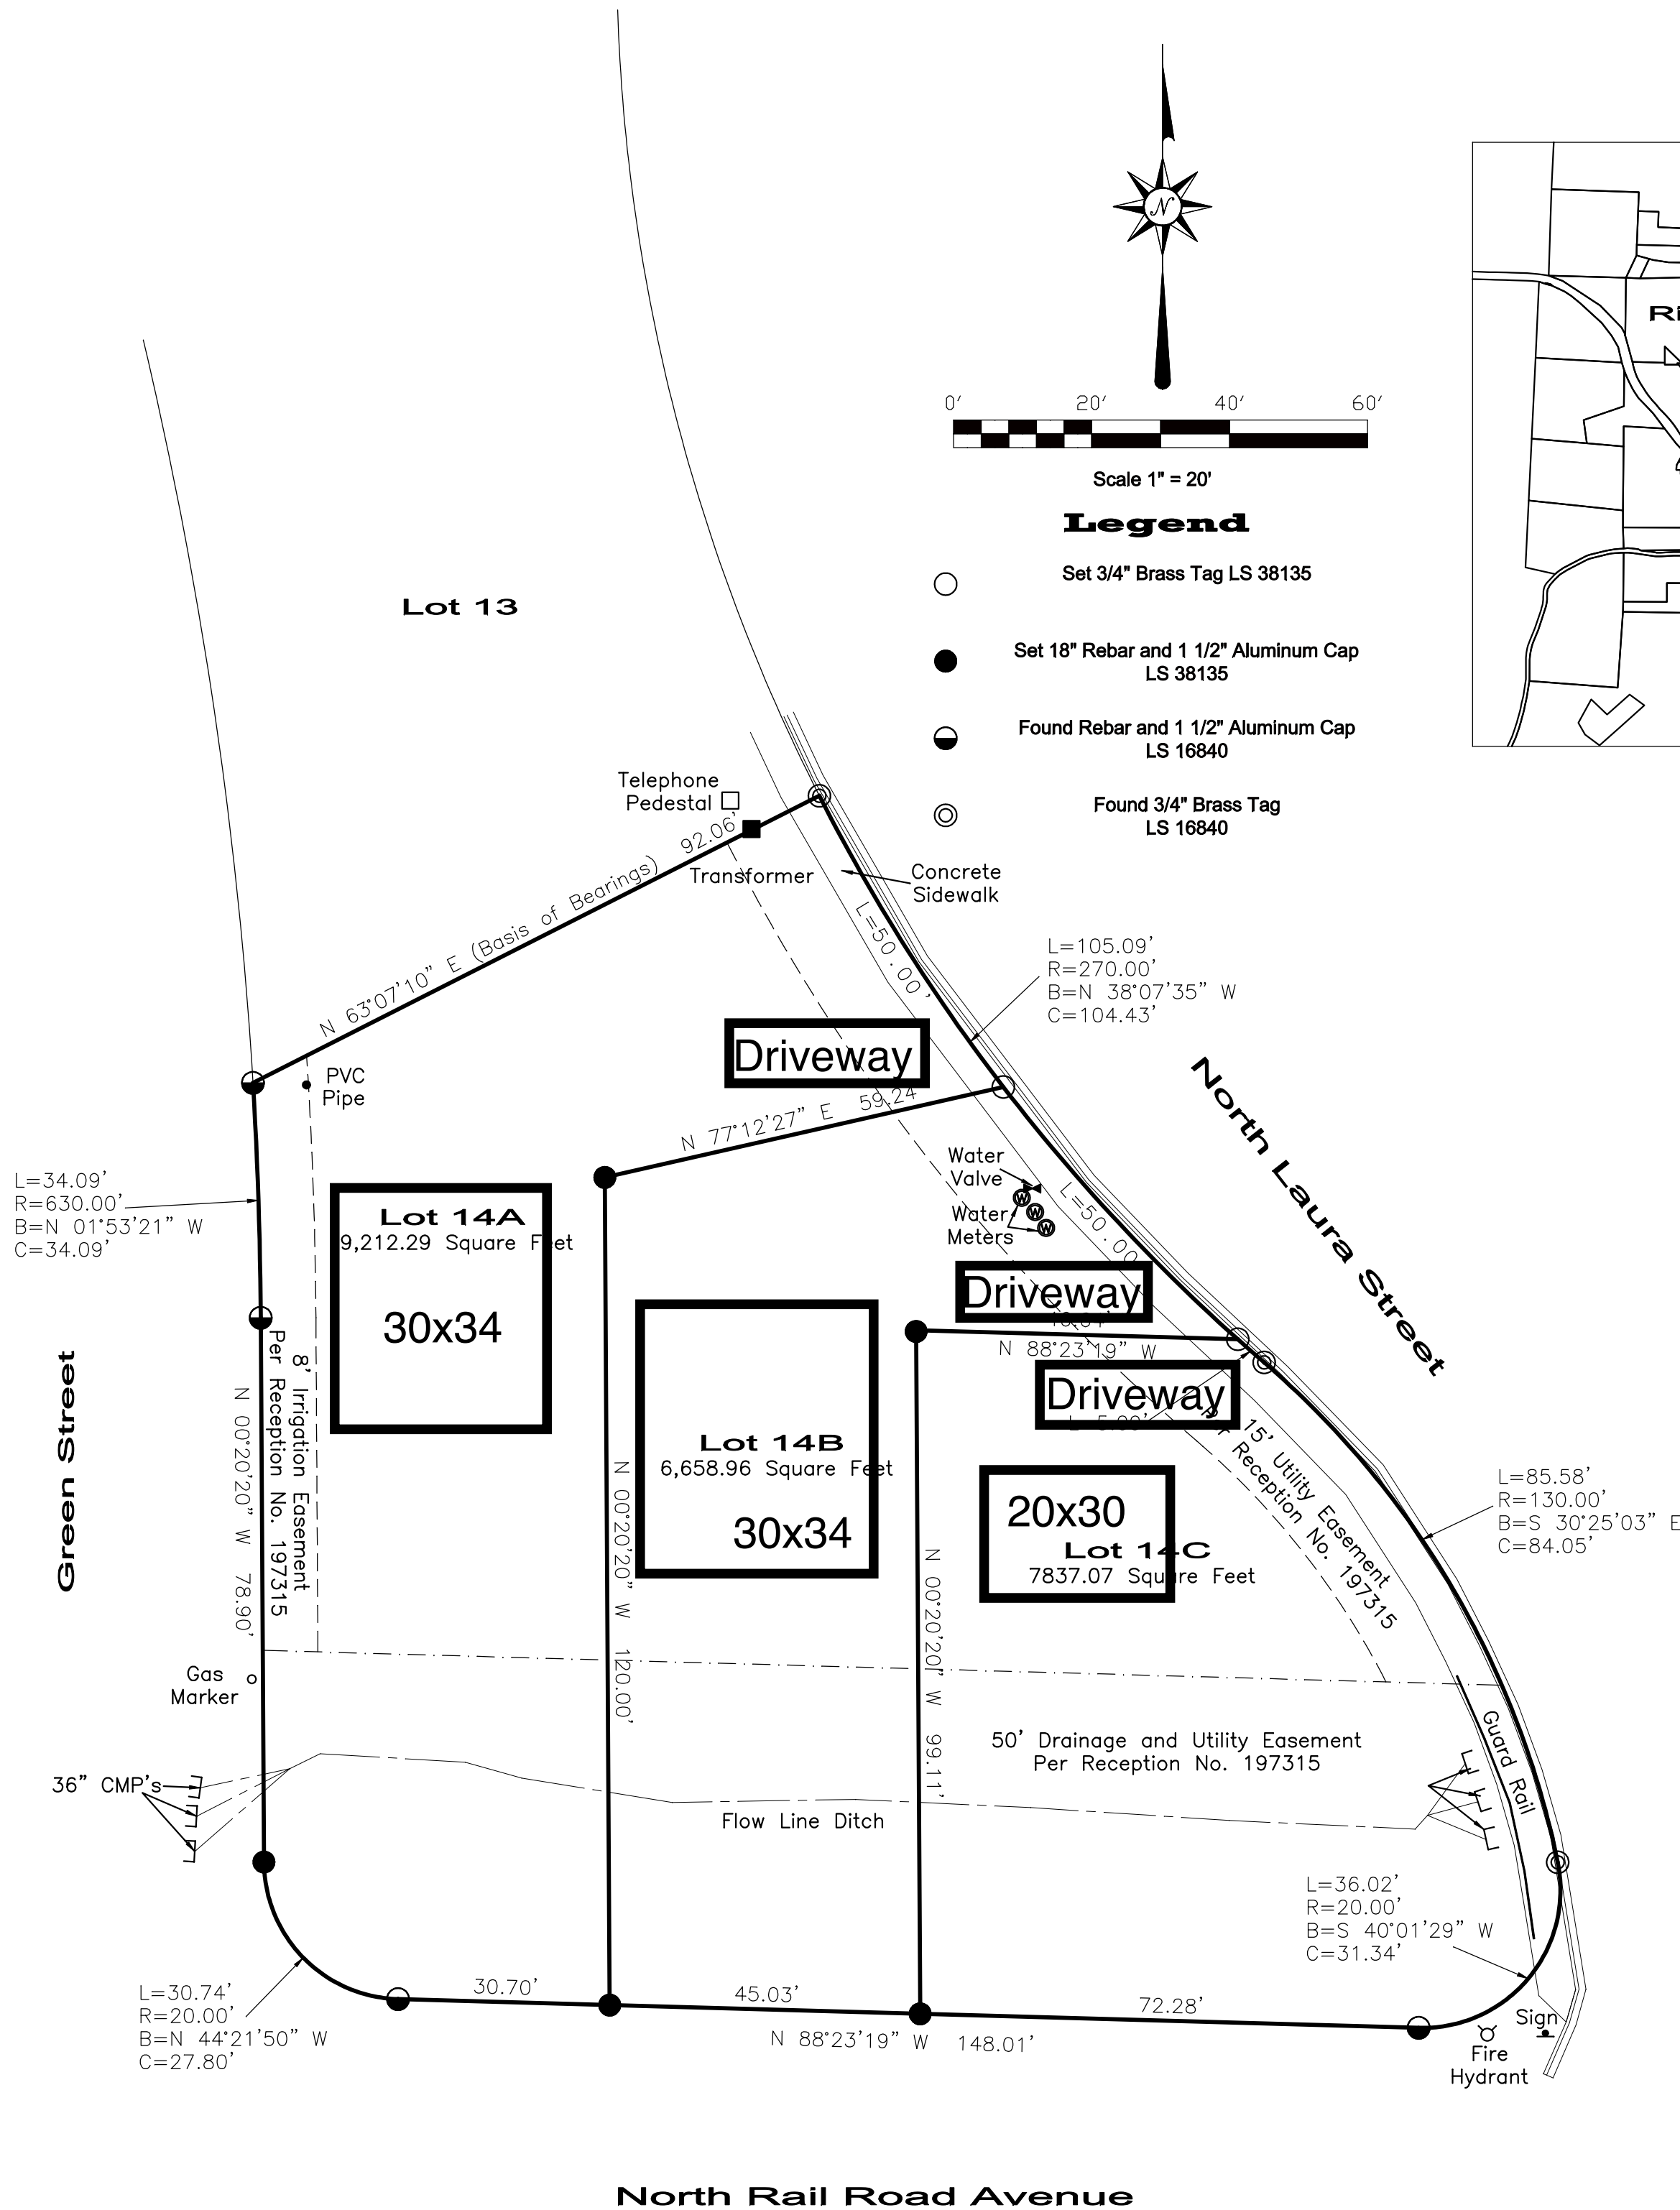 N
0' 20' 40' 60'
Scale 1" = 20'
Legend
Set 3/4" Brass Tag LS 38135
Set 18" Rebar and 1 1/2" Aluminum Cap
LS 38135
Found Rebar and 1 1/2" Aluminum Cap
LS 16840
Found 3/4" Brass Tag
LS 16840
Lot 13
Telephone
Pedestal
92.06'
N 63°07'10" E (Basis of Bearings)
Transformer
Concrete
Sidewalk
L=50.00'
L=105.09'
R=270.00'
B=N 38°07'35" W
C=104.43'
Driveway
PVC
Pipe
N 77°12'27" E 59.24'
North Laura Street
Water
Valve
W
W
W
Water
Meters
L=50.00'
L=34.09'
R=630.00'
B=N 01°53'21" W
C=34.09'
Lot 14A
9,212.29 Square Feet
30x34
Driveway
N 88°23'19" W
Driveway
L=5.09'
15' Utility Easement
Per Reception No. 197315
Green Street
N 00°20'20" W 78.90'
8' Irrigation Easement
Per Reception No. 197315
Lot 14B
6,658.96 Square Feet
30x34
N 00°20'20" W 120.00'
20x30
Lot 14C
7837.07 Square Feet
N 00°20'20" W 99.11'
L=85.58'
R=130.00'
B=S 30°25'03" E
C=84.05'
Gas
Marker
50' Drainage and Utility Easement
Per Reception No. 197315
Guard Rail
36" CMP's
Flow Line Ditch
L=36.02'
R=20.00'
B=S 40°01'29" W
C=31.34'
L=30.74'
R=20.00'
B=N 44°21'50" W
C=27.80'
30.70'
45.03'
72.28'
N 88°23'19" W 148.01'
Sign
Fire
Hydrant
North Rail Road Avenue